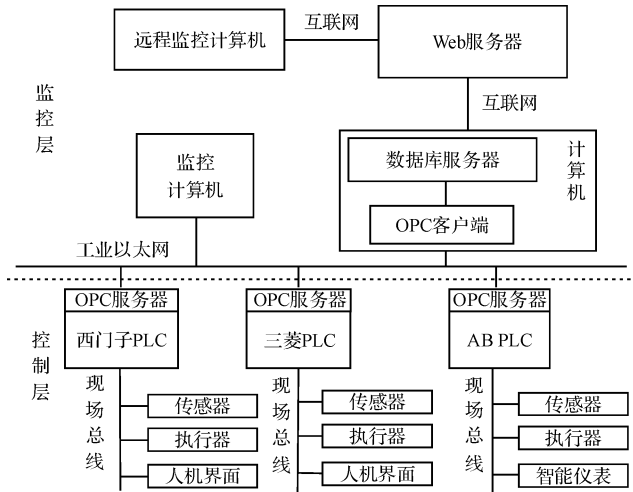 互联网
远程监控计算机
Web服务器
互联网
监控层
监控
计算机
数据库服务器
计算机
OPC客户端
工业以太网
OPC服务器
OPC服务器
OPC服务器
西门子PLC
三菱PLC
AB PLC
控制层
现场总线
传感器
执行器
人机界面
现场总线
传感器
执行器
人机界面
现场总线
传感器
执行器
智能仪表